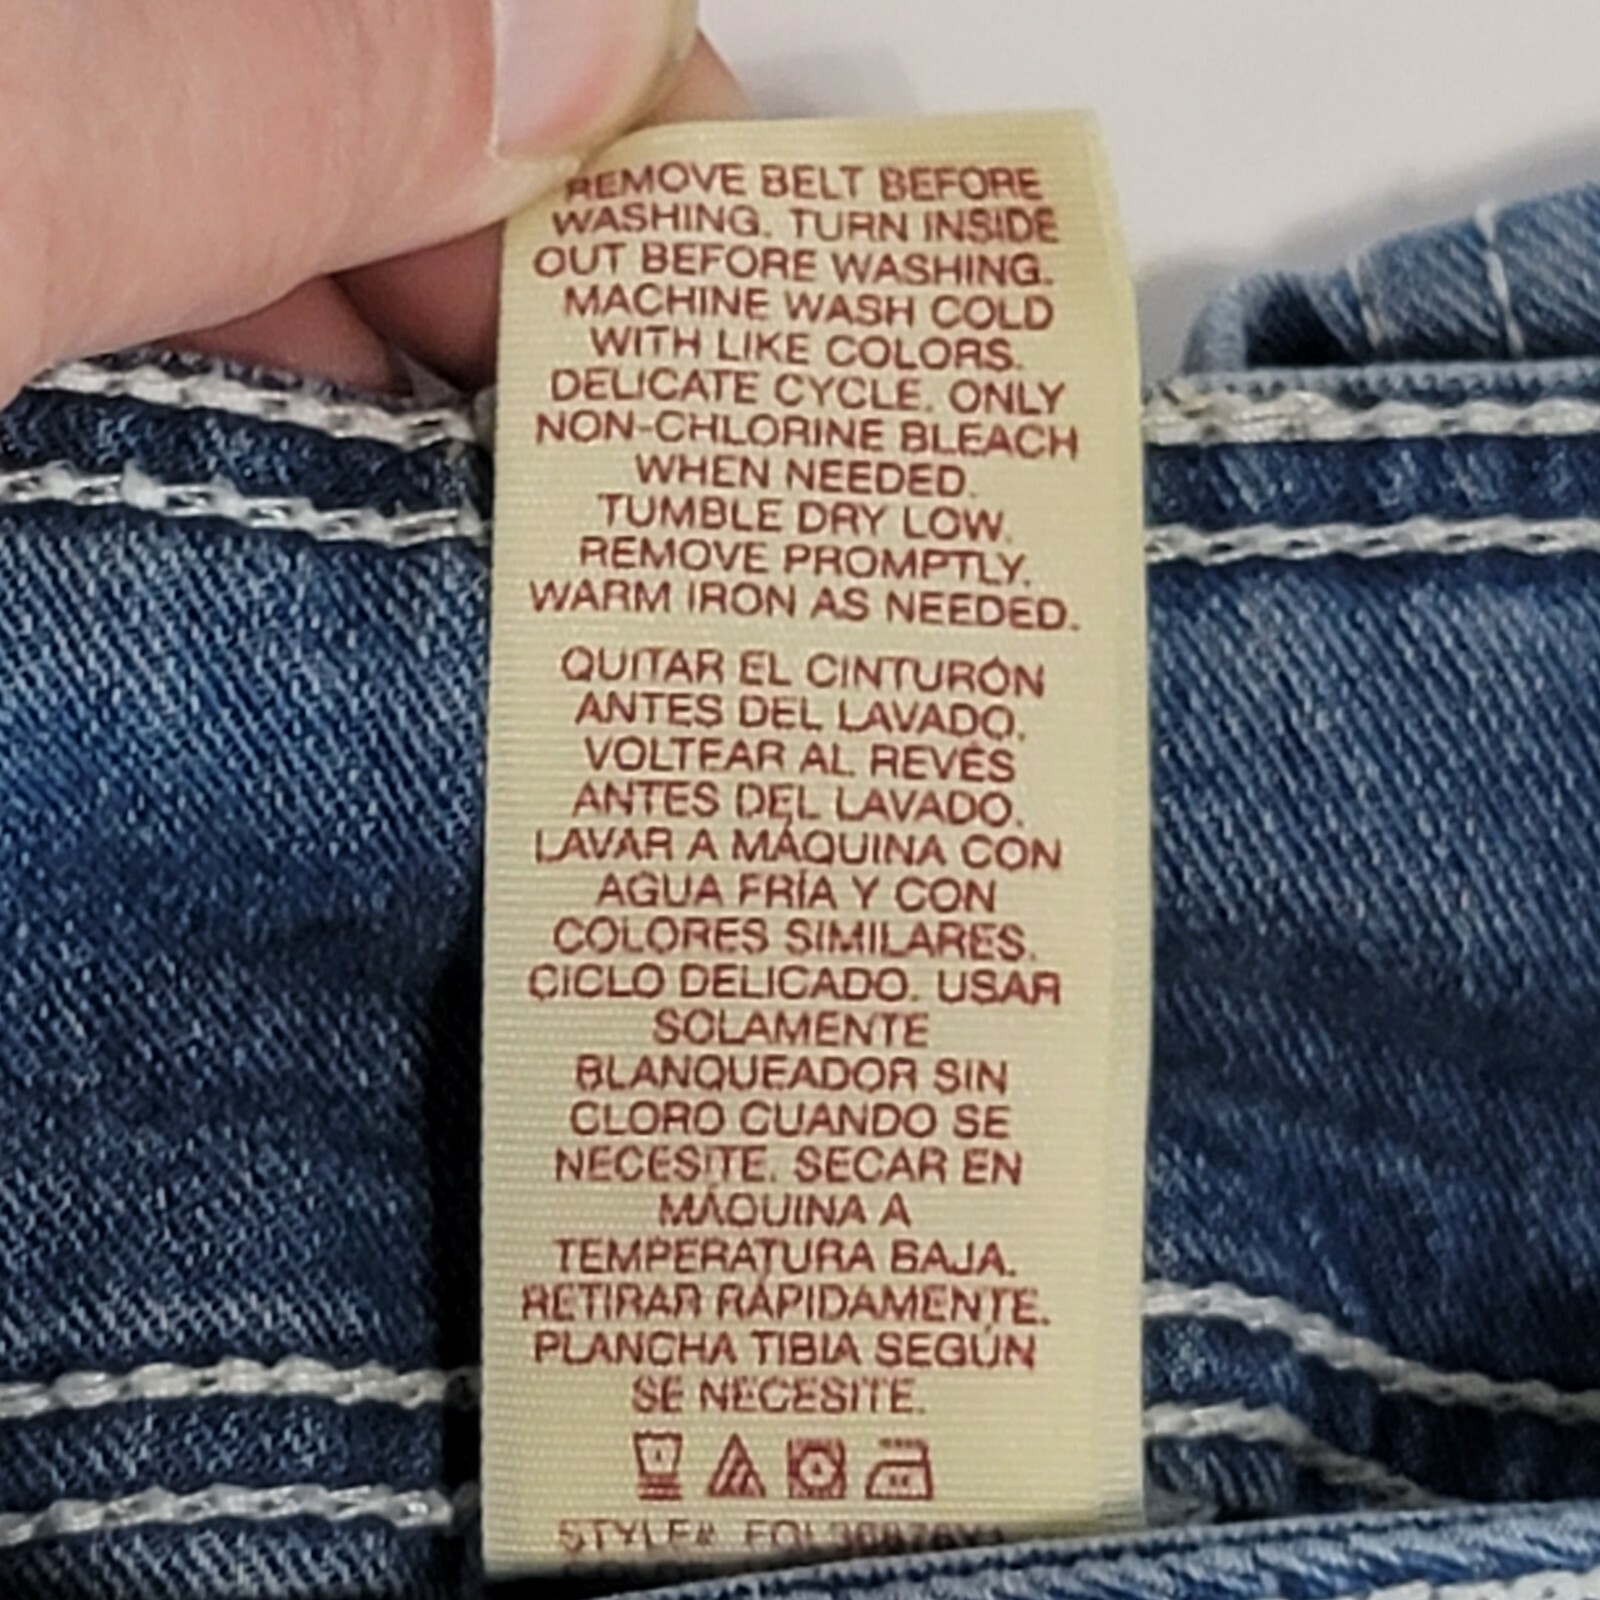 REMOVE BELT BEFORE
WASHING. TURN INSIDE
OUT BEFORE WASHING.
MACHINE WASH COLD
WITH LIKE COLORS.
DELICATE CYCLE. ONLY
NON-CHLORINE BLEACH
WHEN NEEDED.
TUMBLE DRY LOW.
REMOVE PROMPTLY.
WARM IRON AS NEEDED.
QUITAR EL CINTURÓN
ANTES DEL LAVADO.
VOLTEAR AL REVÉS
ANTES DEL LAVADO.
LAVAR A MÁQUINA CON
AGUA FRÍA Y CON
COLORES SIMILARES.
CICLO DELICADO. USAR
SOLAMENTE
BLANQUEADOR SIN
CLORO CUANDO SE
NECESITE. SECAR EN
MÁQUINA A
TEMPERATURA BAJA.
RETIRAR RÁPIDAMENTE.
PLANCHA TIBIA SEGÚN
SE NECESITE.
STYLE#